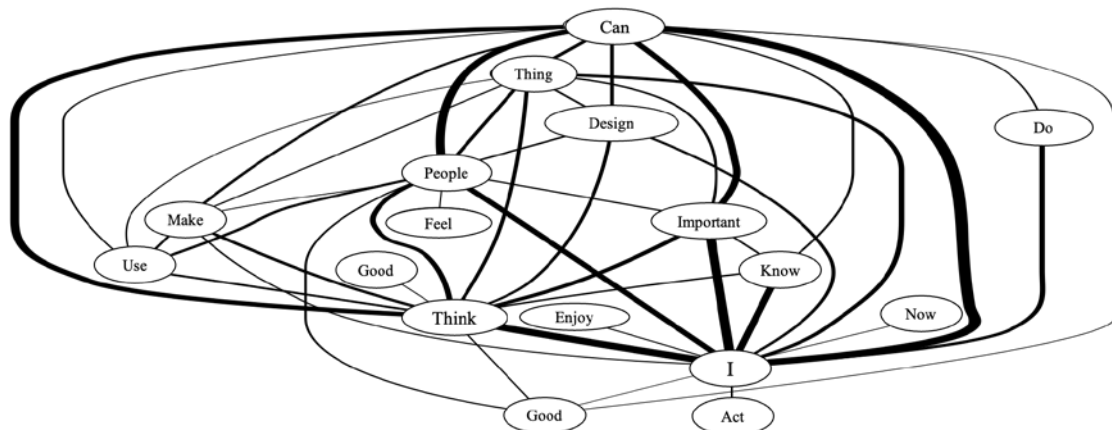 Can
Thing
Design
Do
People
Make
Feel
Important
Use
Good
Know
Think
Enjoy
Now
I
Good
Act